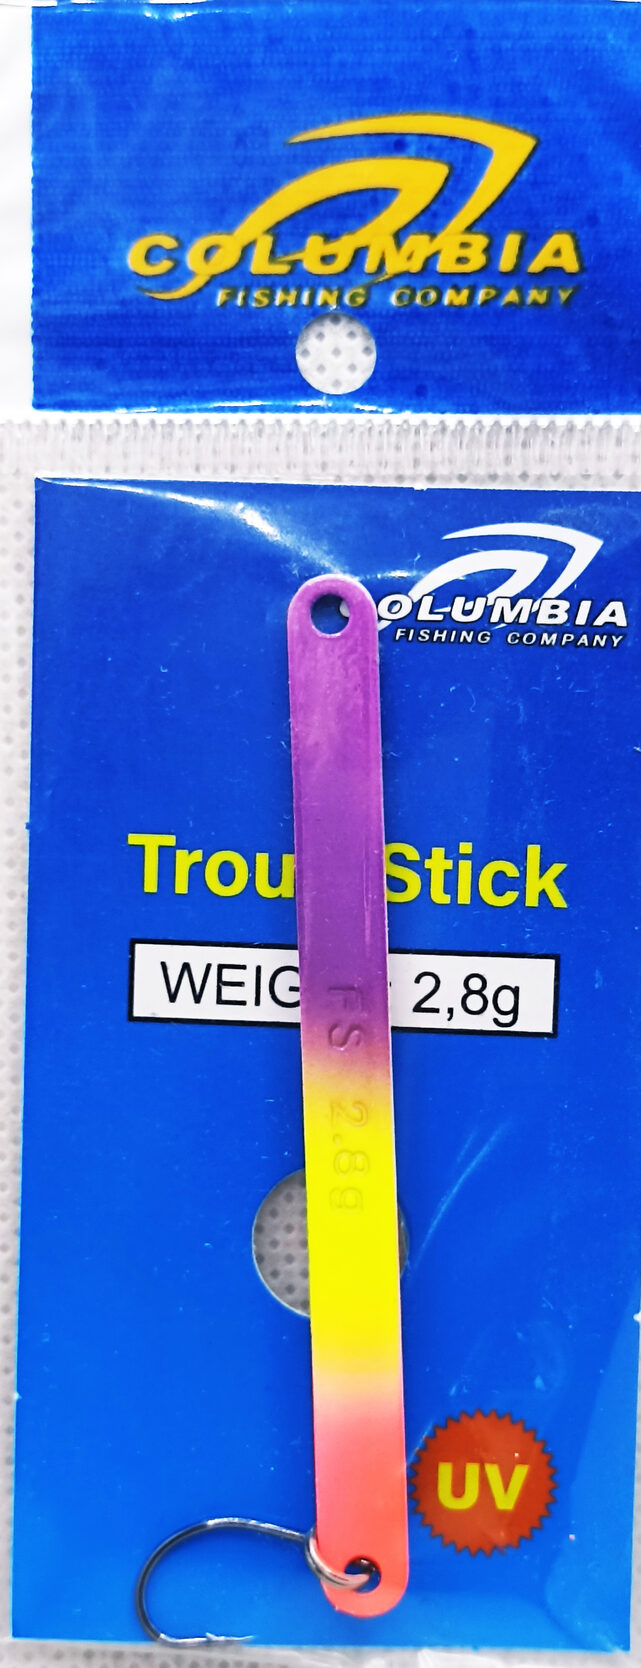 COLUMBIA
FISHING COMPANY
COLUMBIA
FISHING COMPANY
Trou Stick
WEIG 2,8g
FS 2.8g
UV